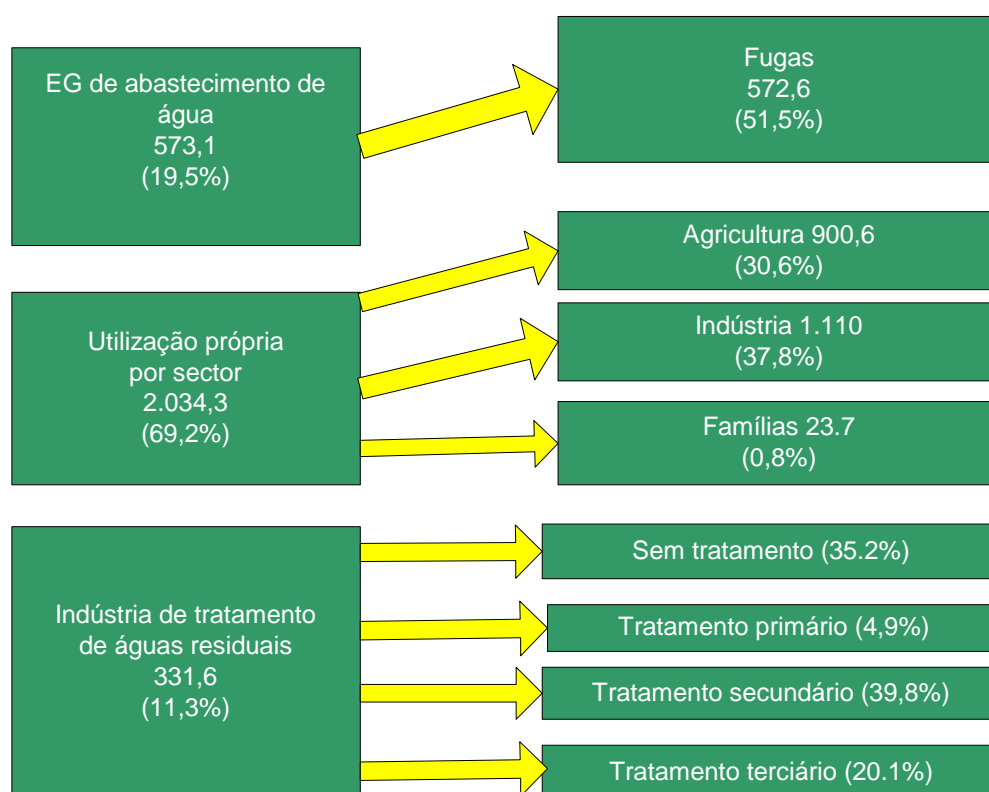 EG de abastecimento de
água
573,1
(19,5%)
Fugas
572,6
(51,5%)
Utilização própria
por sector
2.034,3
(69,2%)
Agricultura 900,6
(30,6%)
Indústria 1.110
(37,8%)
Famílias 23.7
(0,8%)
Indústria de tratamento
de águas residuais
331,6
(11,3%)
Sem tratamento (35.2%)
Tratamento primário (4,9%)
Tratamento secundário (39,8%)
Tratamento terciário (20.1%)